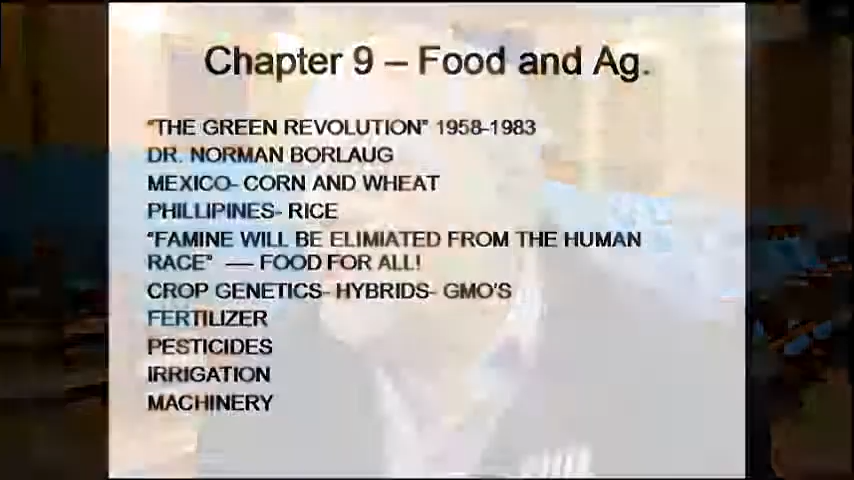 Chapter 9 – Food and Ag.
"THE GREEN REVOLUTION" 1958-1983
DR. NORMAN BORLAUG
MEXICO- CORN AND WHEAT
PHILLIPINES- RICE
"FAMINE WILL BE ELIMIATED FROM THE HUMAN
RACE" — FOOD FOR ALL!
CROP GENETICS- HYBRIDS- GMO'S
FERTILIZER
PESTICIDES
IRRIGATION
MACHINERY